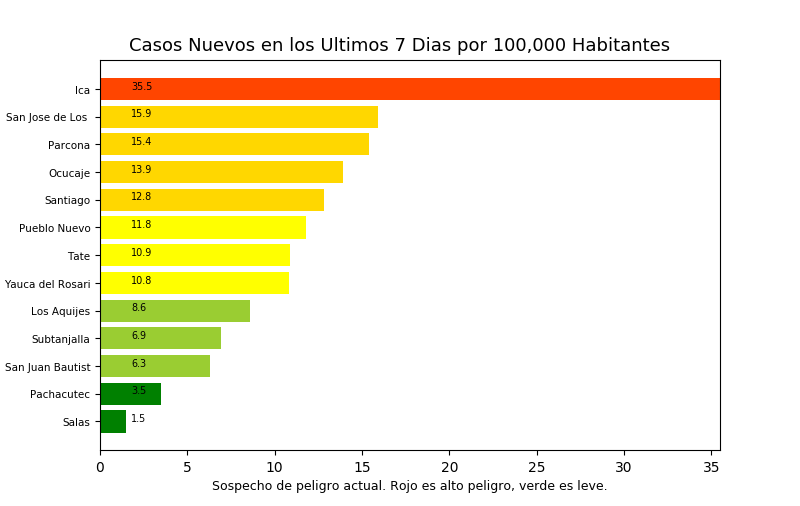 Casos Nuevos en los Ultimos 7 Dias por 100,000 Habitantes
Ica 35.5
San Jose de Los 15.9
Parcona 15.4
Ocucaje 13.9
Santiago 12.8
Pueblo Nuevo 11.8
Tate 10.9
Yauca del Rosari 10.8
Los Aquijes 8.6
Subtanjalla 6.9
San Juan Bautist 6.3
Pachacutec 3.5
Salas 1.5
0 5 10 15 20 25 30 35
Sospecho de peligro actual. Rojo es alto peligro, verde es leve.